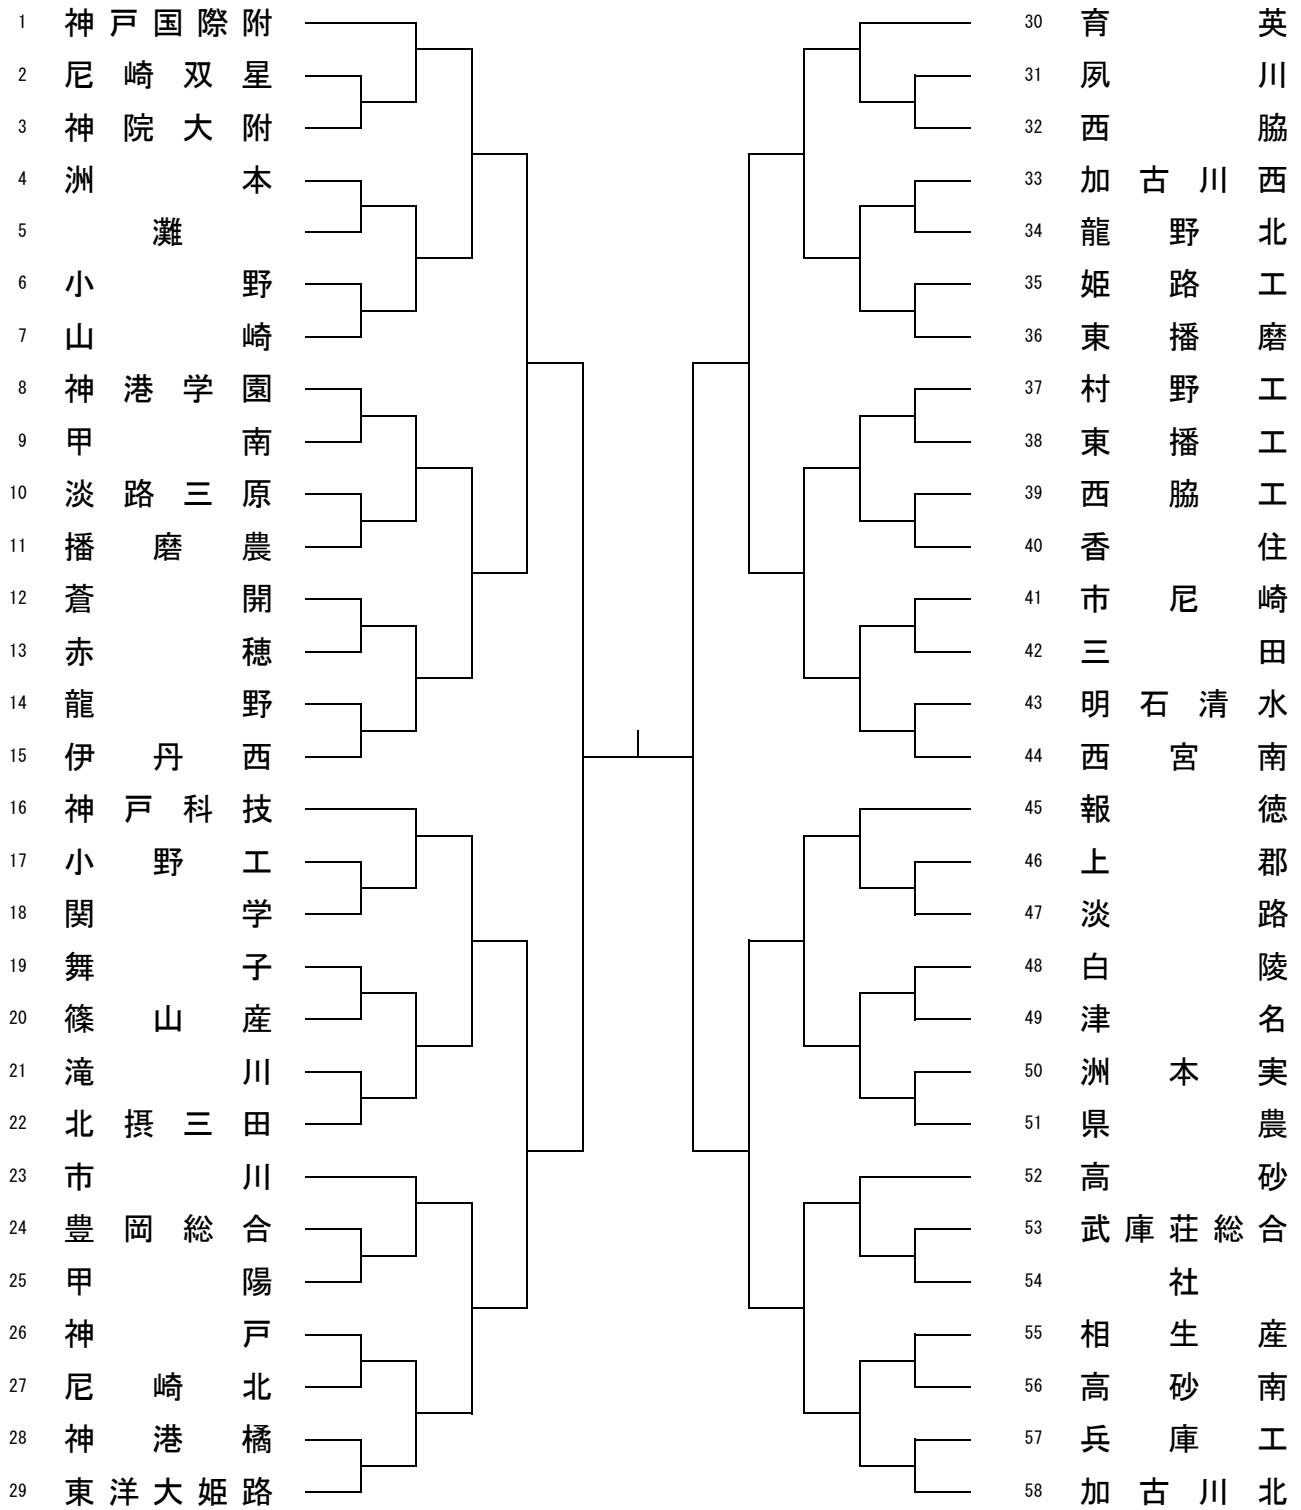 1 神戸国際附
2 尼崎双星
3 神院大附
4 洲本
5 灘
6 小野
7 山崎
8 神港学園
9 甲南
10 淡路三原
11 播磨農
12 蒼開
13 赤穂
14 龍野
15 伊丹西
16 神戸科技
17 小野工
18 関学
19 舞子
20 篠山産
21 滝川
22 北摂三田
23 市川
24 豊岡総合
25 甲陽
26 神戸
27 尼崎北
28 神港橘
29 東洋大姫路
30 育英
31 夙川
32 西脇
33 加古川西
34 龍野北
35 姫路工
36 東播磨
37 村野工
38 東播工
39 西脇工
40 香住
41 市尼崎
42 三田
43 明石清水
44 西宮南
45 報徳
46 上郡
47 淡路
48 白陵
49 津名
50 洲本実
51 県農
52 高砂
53 武庫荘総合
54 社
55 相生産
56 高砂南
57 兵庫工
58 加古川北